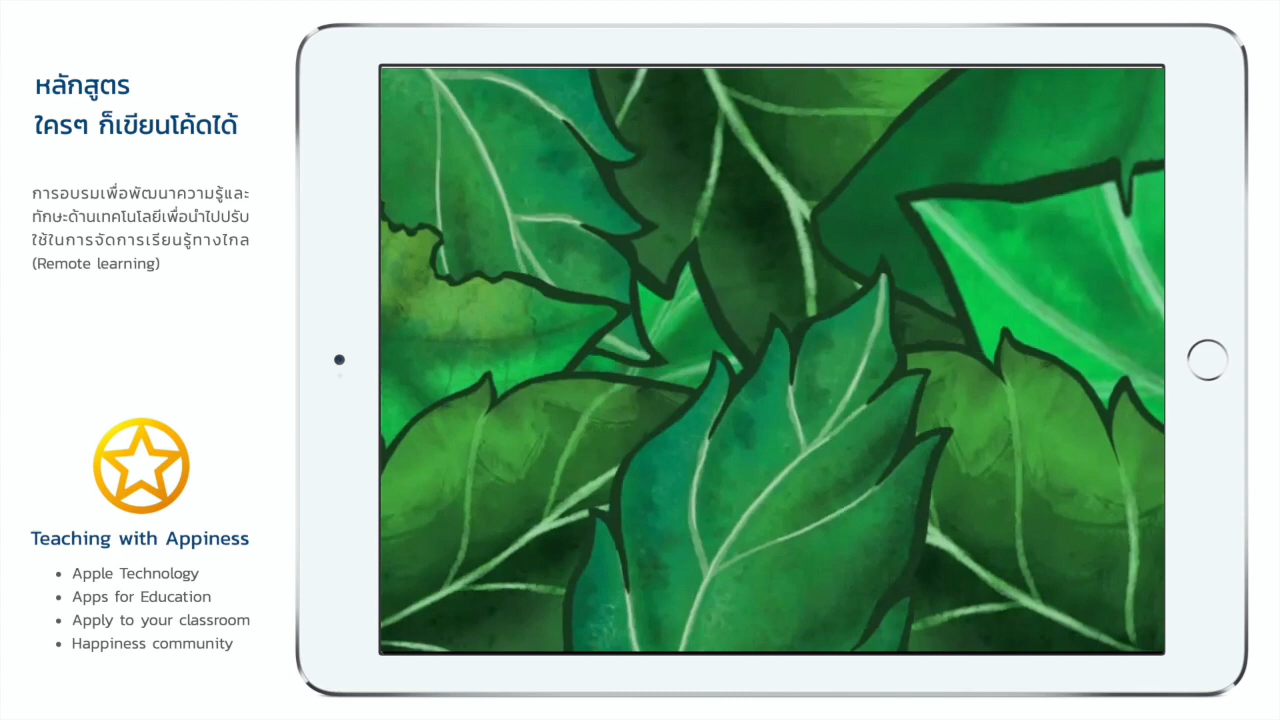 หลักสูตร
ใครๆ ก็เขียนโค้ดได้
การอบรมเพื่อพัฒนาความรู้และ
ทักษะด้านเทคโนโลยีเพื่อนำไปปรับ
ใช้ในการจัดการเรียนรู้ทางไกล
(Remote learning)
Teaching with Appiness
• Apple Technology
• Apps for Education
• Apply to your classroom
• Happiness community